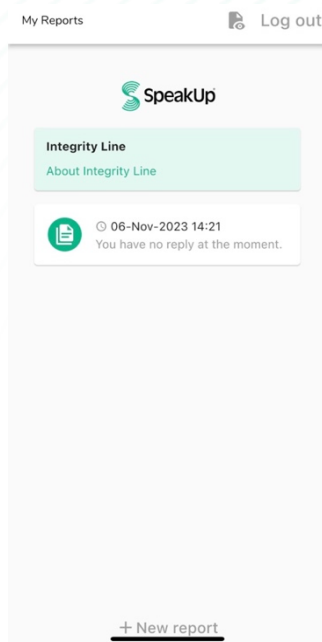 My Reports
Log out
SpeakUp
Integrity Line
About Integrity Line
06-Nov-2023 14:21
You have no reply at the moment.
+ New report